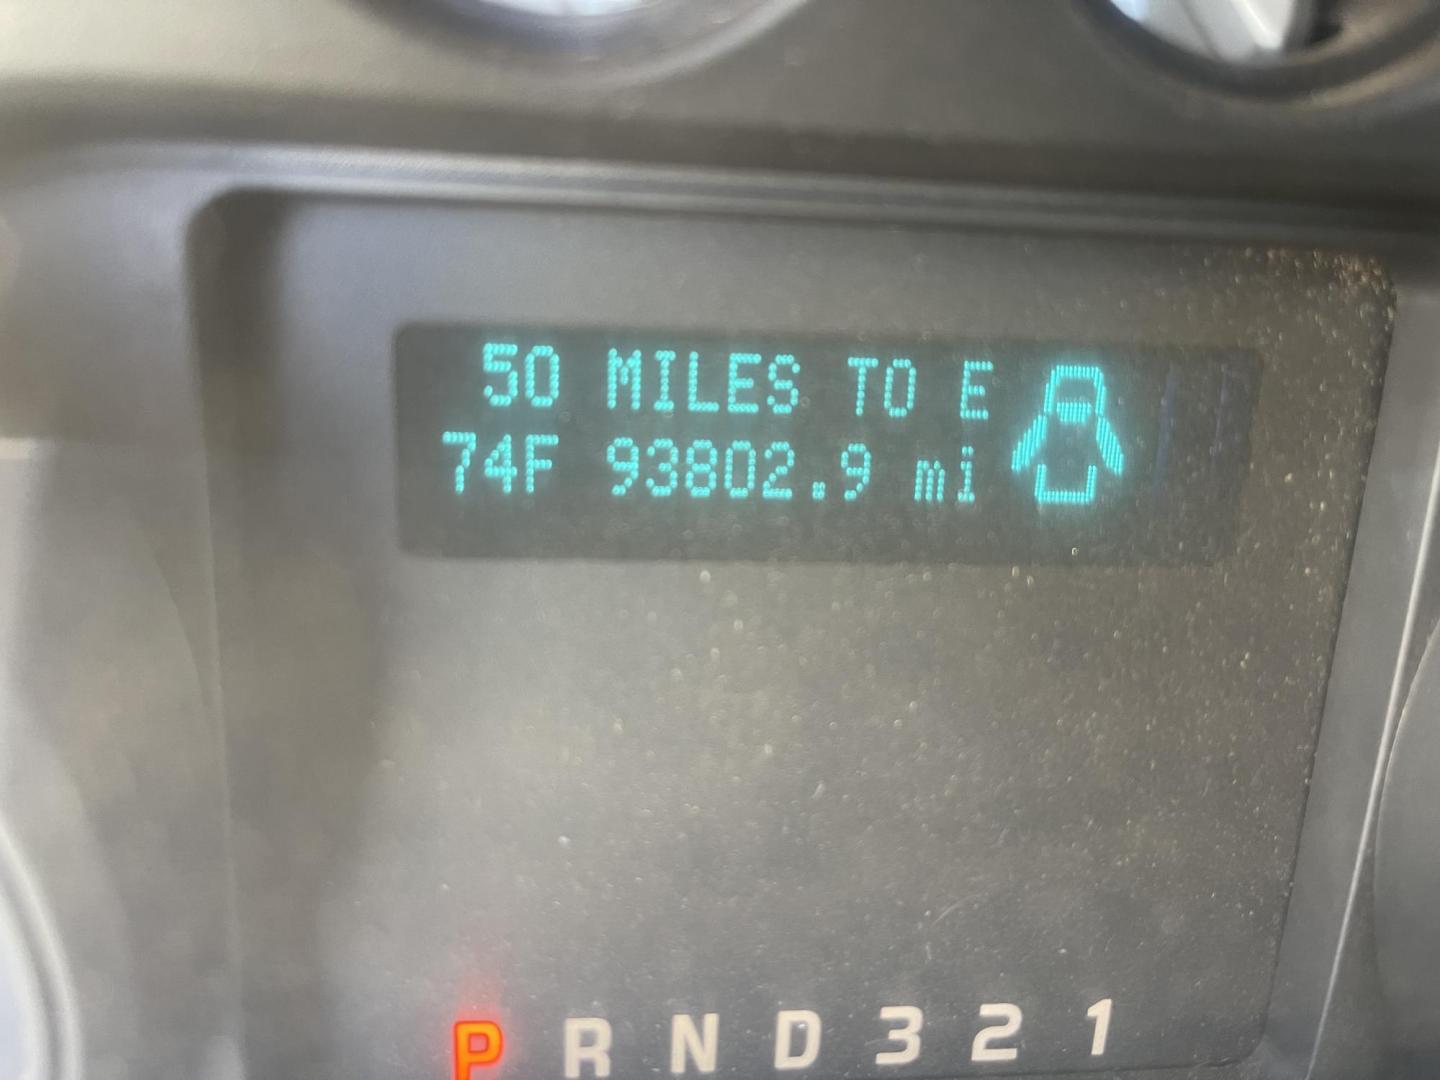 50 MILES TO E
74F 93802.9 mi
P R N D 3 2 1